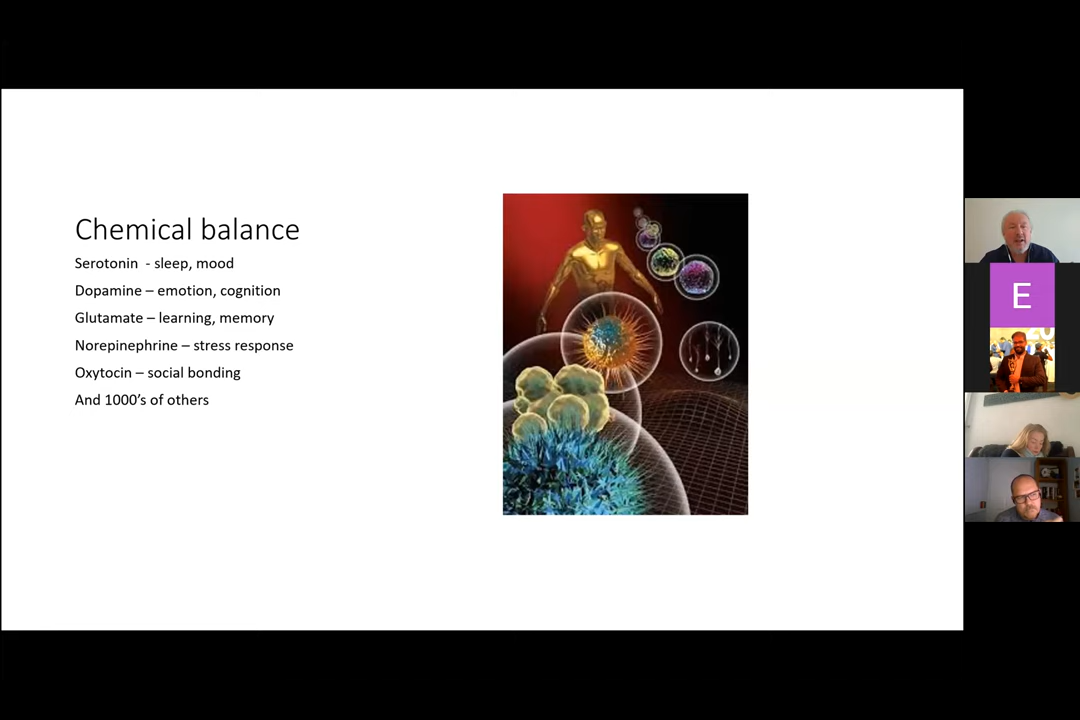 Chemical balance
Serotonin  - sleep, mood
Dopamine – emotion, cognition
Glutamate – learning, memory
Norepinephrine – stress response
Oxytocin – social bonding
And 1000’s of others
E